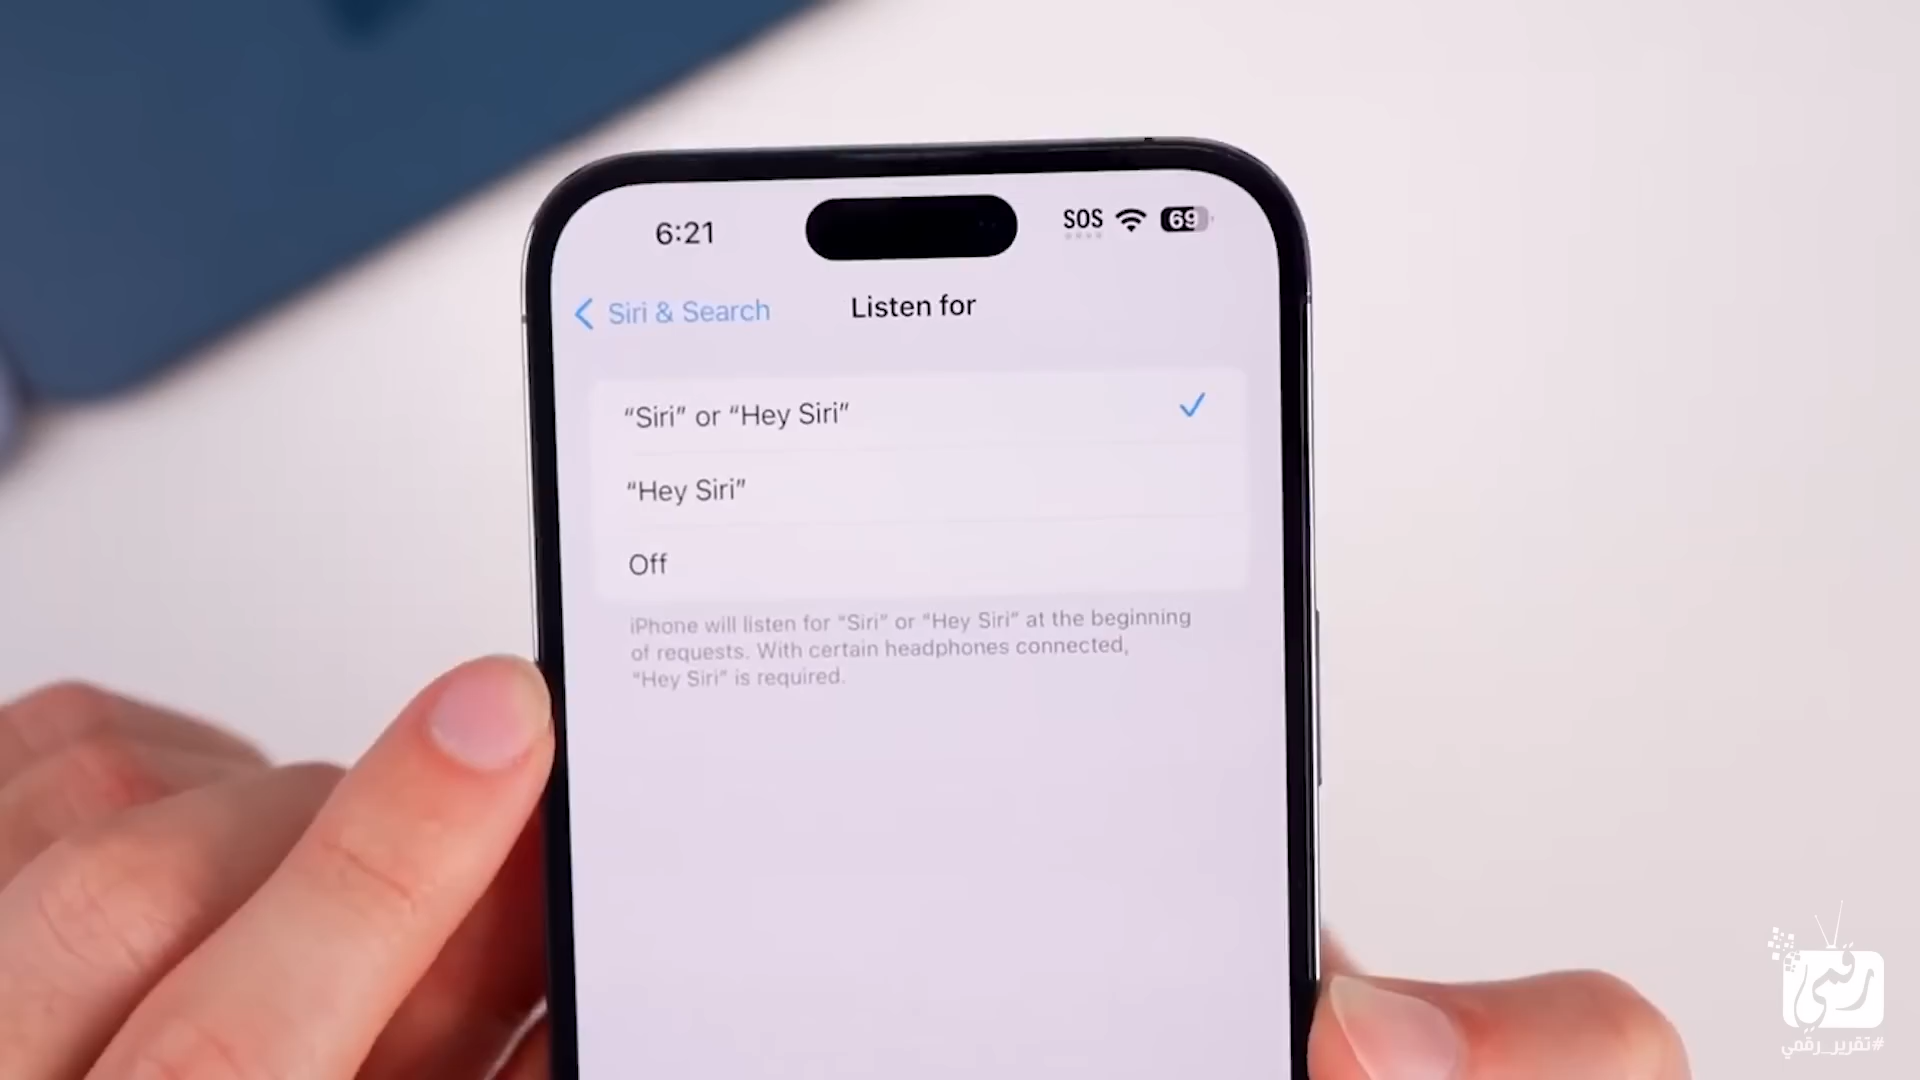 6:21
SOS
69
Siri & Search
Listen for
“Siri” or “Hey Siri”
“Hey Siri”
Off
iPhone will listen for “Siri” or “Hey Siri” at the beginning
of requests. With certain headphones connected,
“Hey Siri” is required.
رقمي
#تقرير_رقمي